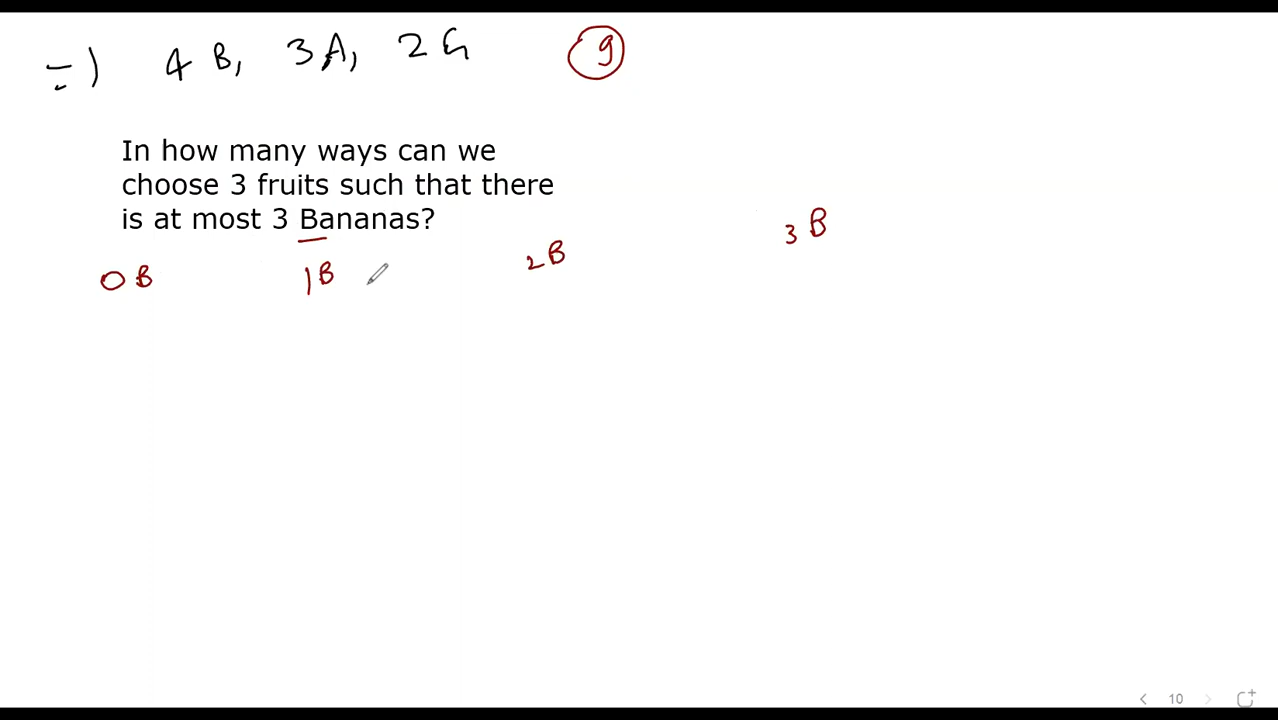 =) 4 B, 3 A, 2 G 9
In how many ways can we
choose 3 fruits such that there
is at most 3 Bananas?
0 B 1 B 2 B 3 B
10